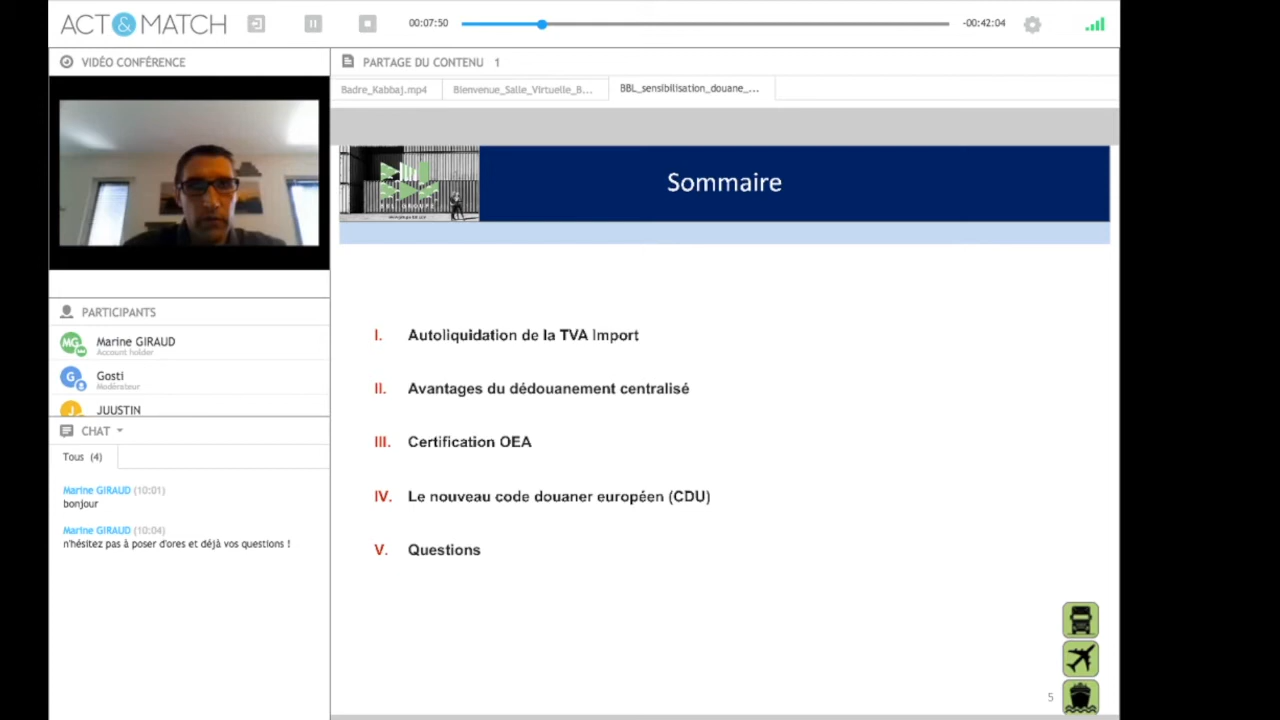 ACT & MATCH
00:07:50
-00:42:04
VIDÉO CONFÉRENCE
PARTAGE DU CONTENU 1
Badre_Kabbaj.mp4
Bienvenue_Salle_Virtuelle_B...
BBL_sensibilisation_douane_...
Sommaire
I. Autoliquidation de la TVA Import
II. Avantages du dédouanement centralisé
III. Certification OEA
IV. Le nouveau code douaner européen (CDU)
V. Questions
5
PARTICIPANTS
MG Marine GIRAUD
Account holder
G Gosti
Modérateur
J JUUSTIN
CHAT
Tous (4)
Marine GIRAUD (10:01)
bonjour
Marine GIRAUD (10:04)
n'hésitez pas à poser d'ores et déjà vos questions !